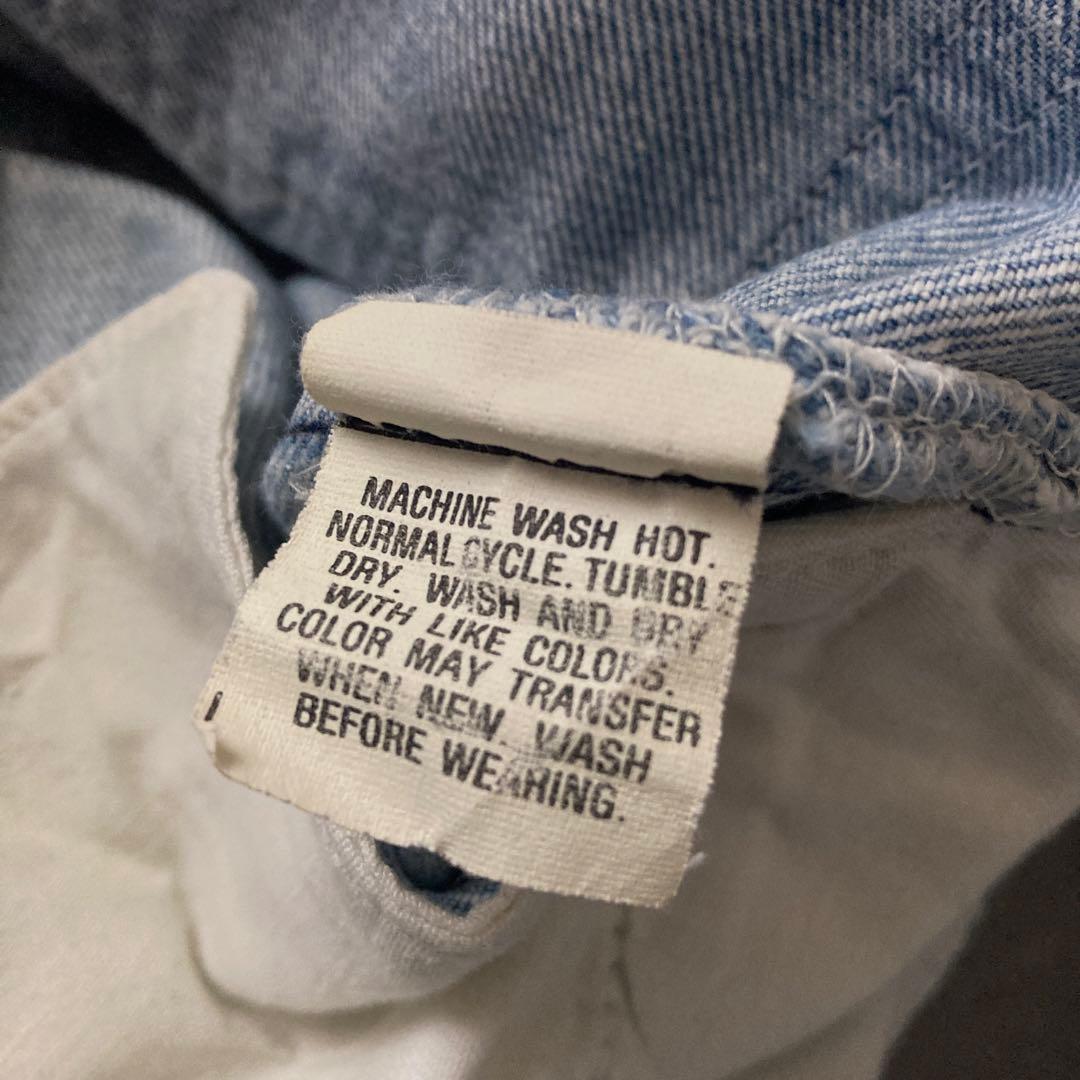 MACHINE WASH HOT.
NORMAL CYCLE. TUMBLE
DRY. WASH AND DRY
WITH LIKE COLORS.
COLOR MAY TRANSFER
WHEN NEW. WASH
BEFORE WEARING.